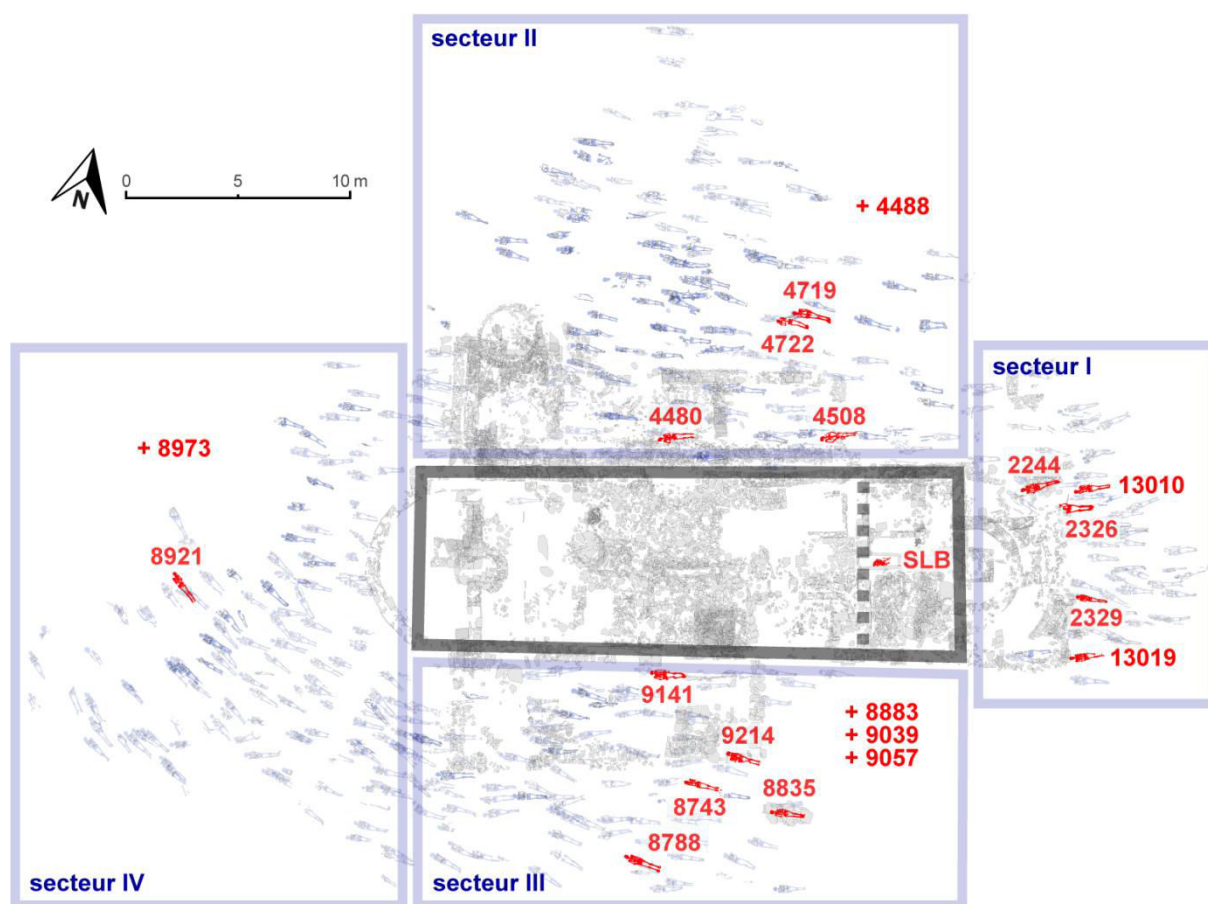 secteur II
N
0 5 10 m
+ 4488
4719
4722
secteur I
4480
4508
+ 8973
2244
13010
2326
8921
SLB
2329
13019
9141
+ 8883
+ 9039
+ 9057
9214
8743
8835
8788
secteur IV
secteur III